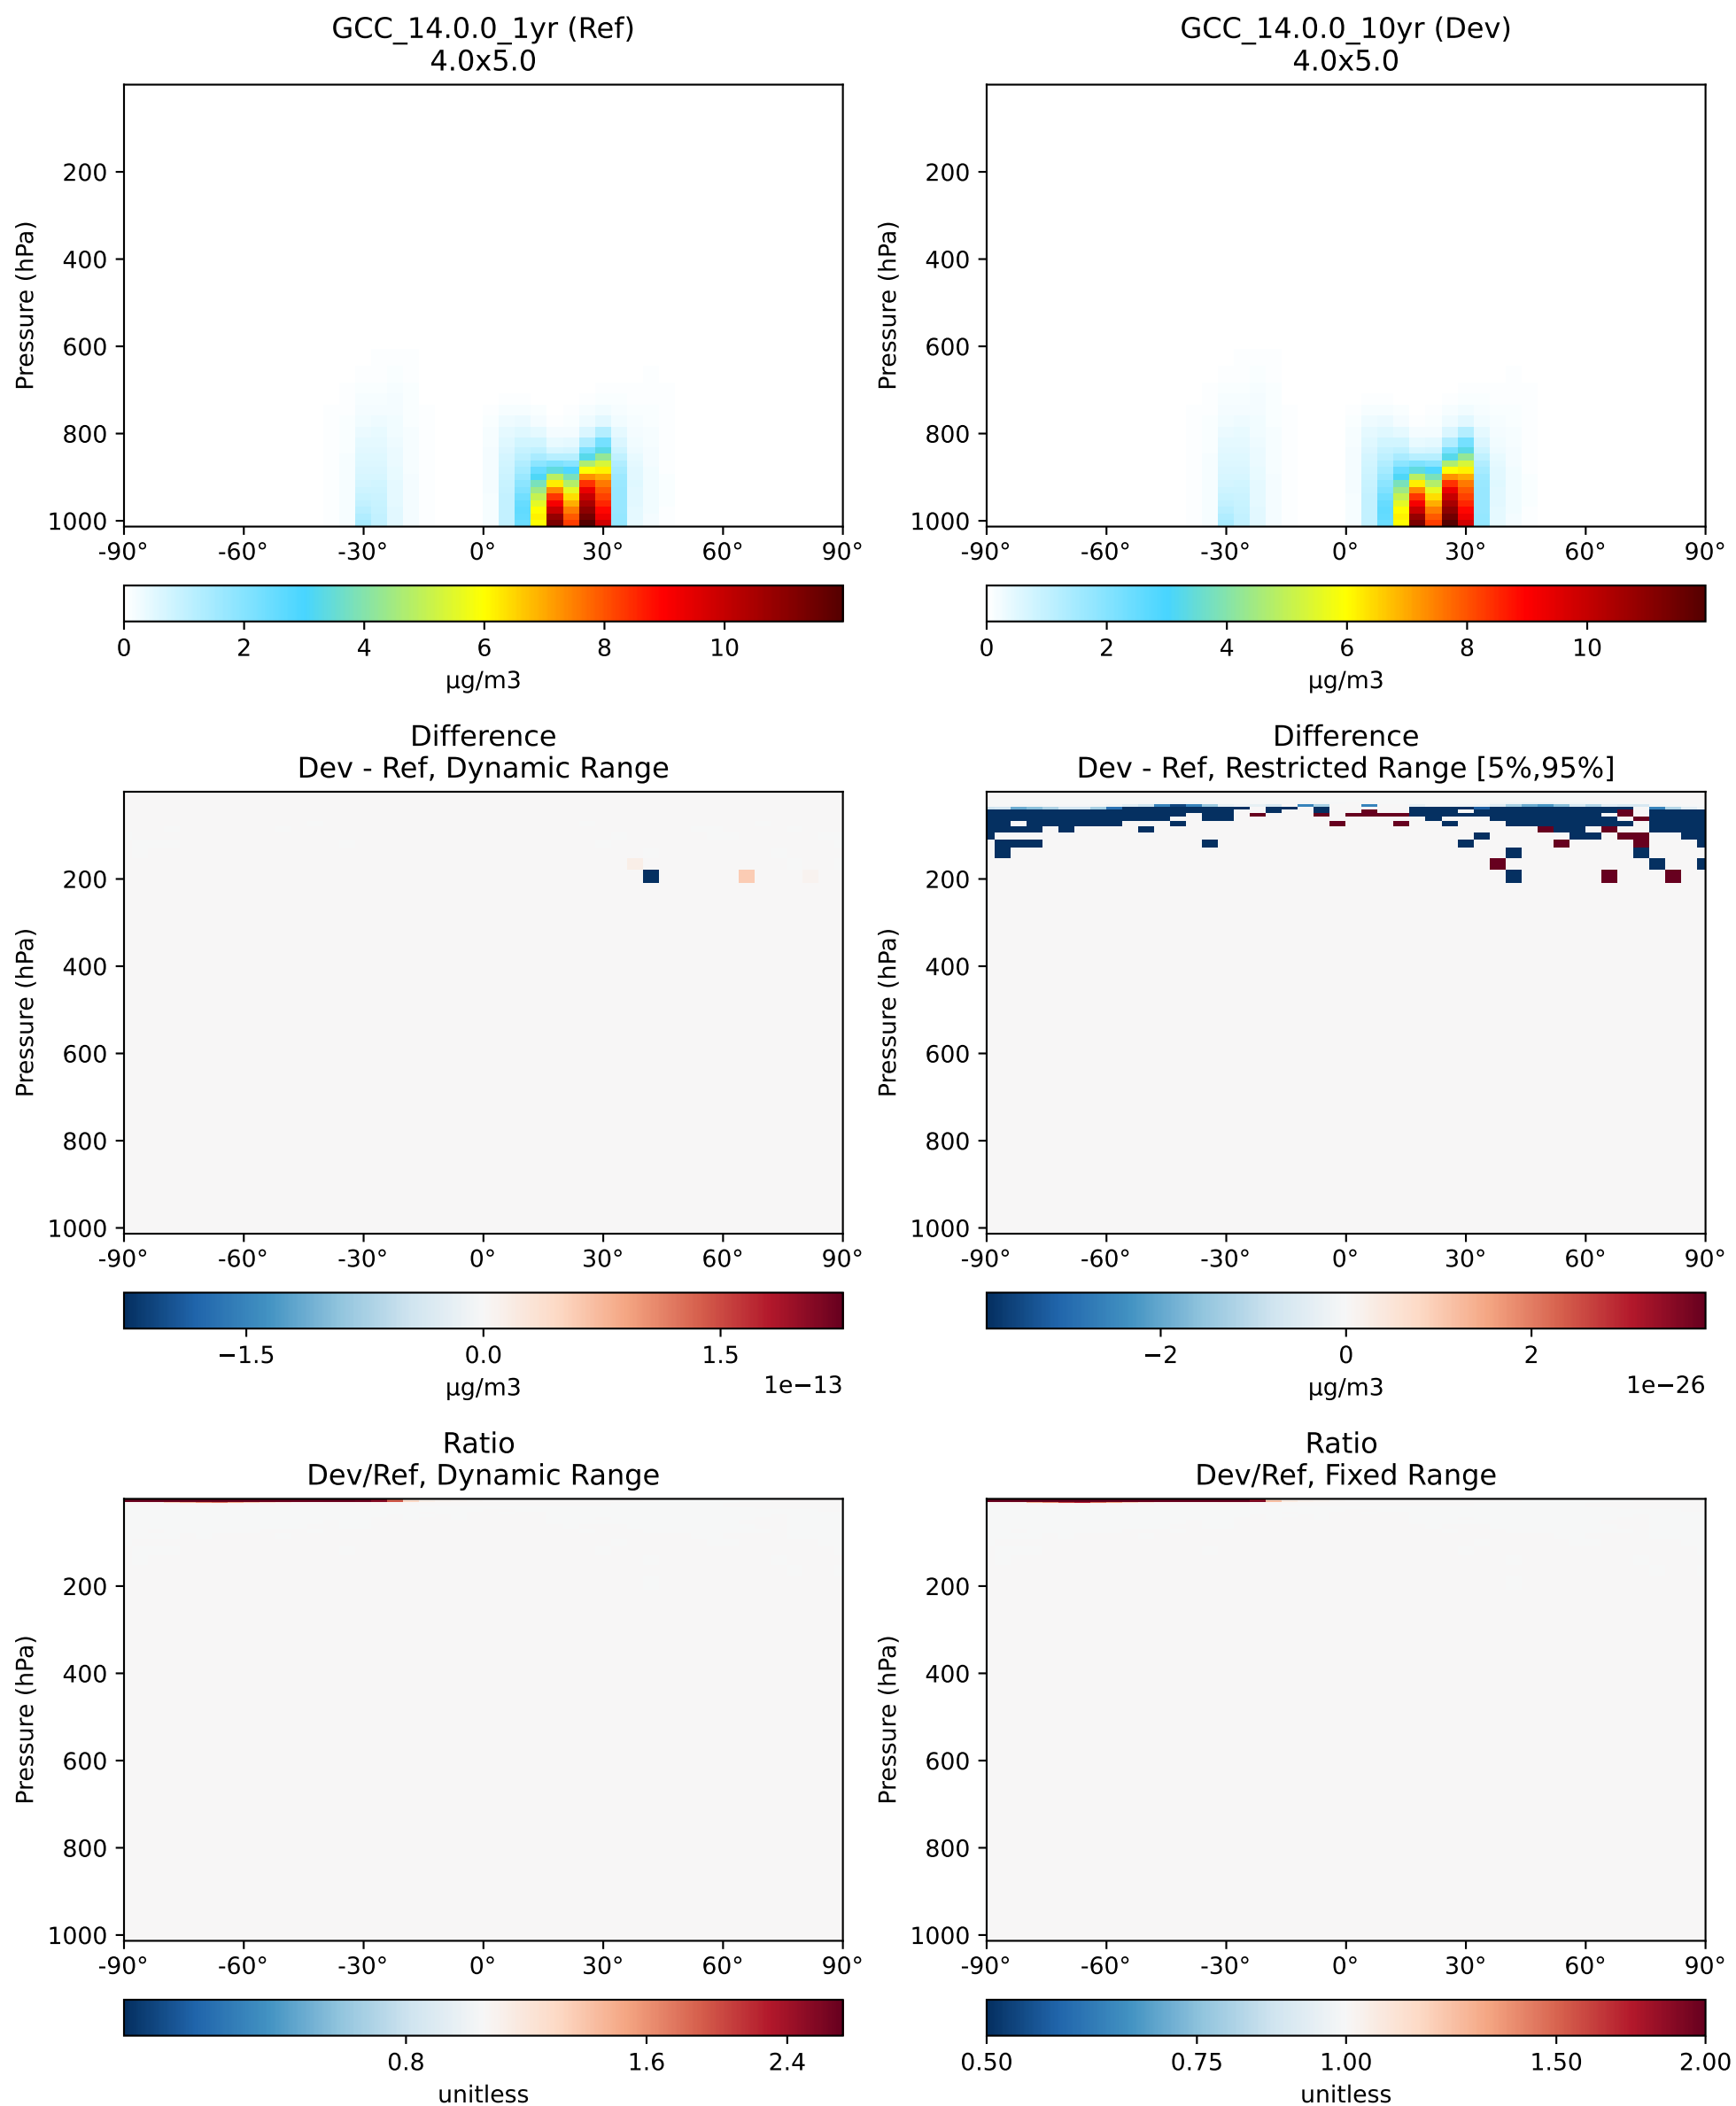 GCC_14.0.0_1yr (Ref)
4.0x5.0
Pressure (hPa)
200
400
600
800
1000
-90° -60° -30° 0° 30° 60° 90°
0 2 4 6 8 10
μg/m3
GCC_14.0.0_10yr (Dev)
4.0x5.0
Pressure (hPa)
200
400
600
800
1000
-90° -60° -30° 0° 30° 60° 90°
0 2 4 6 8 10
μg/m3
Difference
Dev - Ref, Dynamic Range
Pressure (hPa)
200
400
600
800
1000
-90° -60° -30° 0° 30° 60° 90°
−1.5 0.0 1.5
μg/m3
1e−13
Difference
Dev - Ref, Restricted Range [5%,95%]
Pressure (hPa)
200
400
600
800
1000
-90° -60° -30° 0° 30° 60° 90°
−2 0 2
μg/m3
1e−26
Ratio
Dev/Ref, Dynamic Range
Pressure (hPa)
200
400
600
800
1000
-90° -60° -30° 0° 30° 60° 90°
0.8 1.6 2.4
unitless
Ratio
Dev/Ref, Fixed Range
Pressure (hPa)
200
400
600
800
1000
-90° -60° -30° 0° 30° 60° 90°
0.50 0.75 1.00 1.50 2.00
unitless